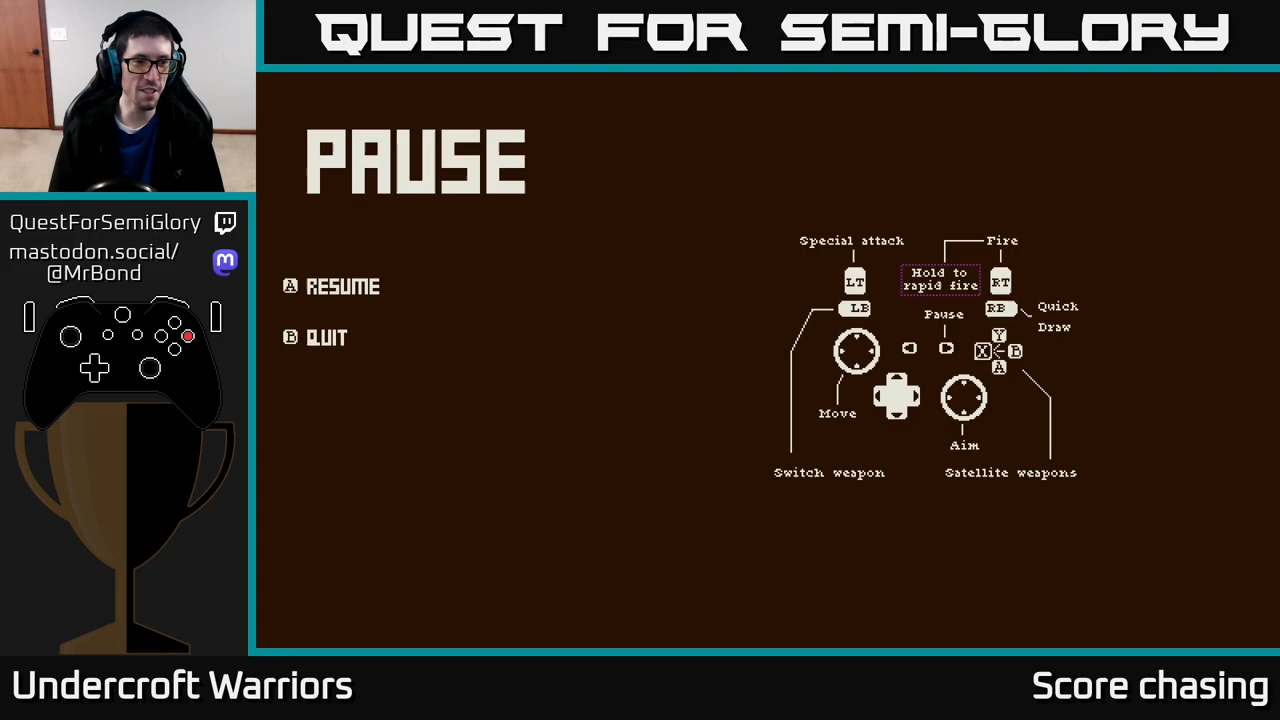 QUEST FOR SEMI-GLORY
QuestForSemiGlory
mastodon.social/
@MrBond
PAUSE
A RESUME
B QUIT
Special attack
Fire
LT
Hold to
rapid fire
RT
LB
RB
Quick
Draw
Pause
Y
X
B
A
Move
Aim
Switch weapon
Satellite weapons
Undercroft Warriors
Score chasing